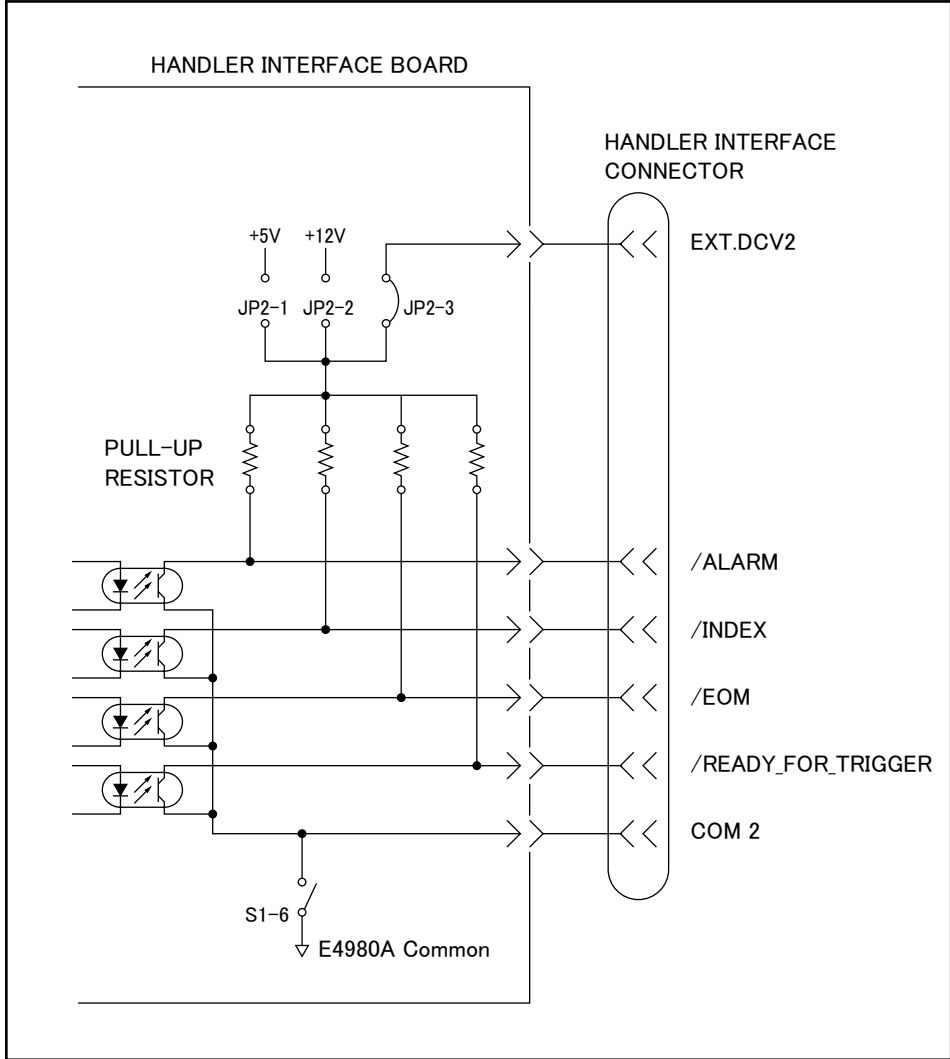 HANDLER INTERFACE BOARD
HANDLER INTERFACE
CONNECTOR
+5V
+12V
EXT.DCV2
JP2-1
JP2-2
JP2-3
PULL-UP
RESISTOR
/ALARM
/INDEX
/EOM
/READY_FOR_TRIGGER
COM 2
S1-6
E4980A Common